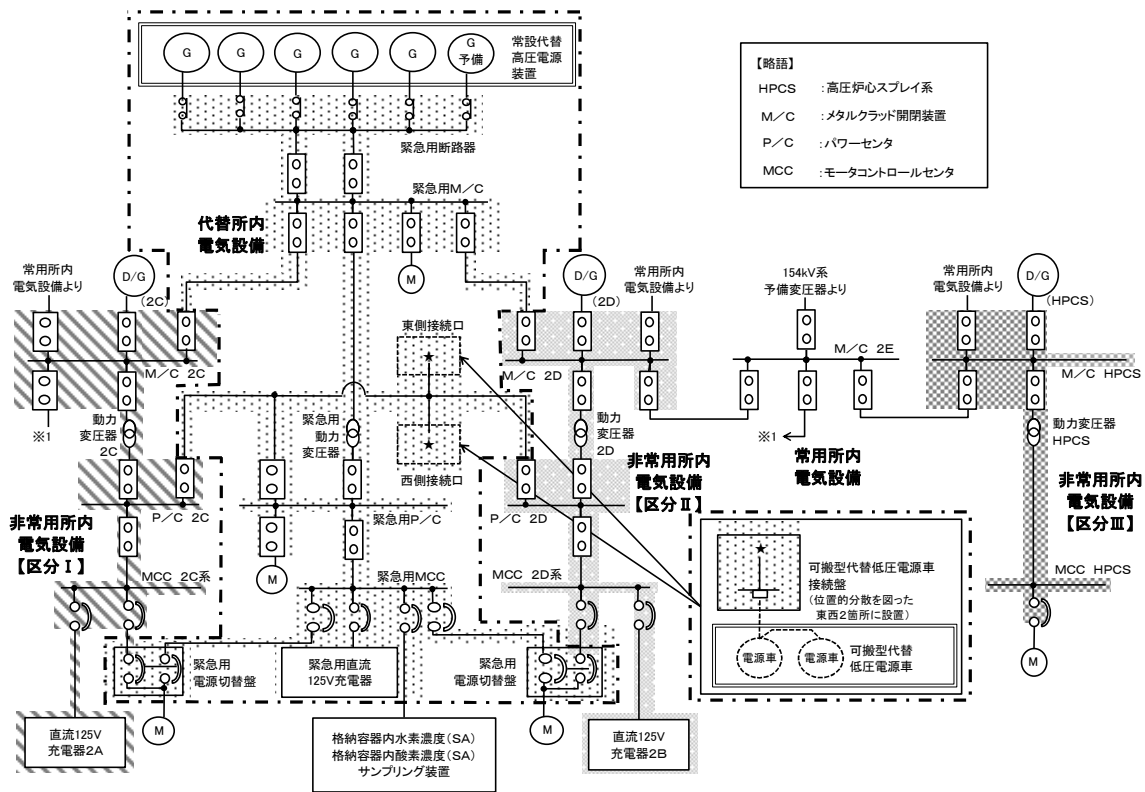 G
G
G
G
G
G
予備
常設代替
高圧電源
装置
緊急用断路器
緊急用M／C
代替所内
電気設備
M
【略語】
HPCS ：高圧炉心スプレイ系
M／C ：メタルクラッド開閉装置
P／C ：パワーセンタ
MCC ：モータコントロールセンタ
常用所内
電気設備より
D/G
(2C)
M／C 2C
※1
動力
変圧器
2C
P／C 2C
非常用所内
電気設備
【区分Ⅰ】
MCC 2C系
東側接続口
★
★
西側接続口
緊急用
動力
変圧器
緊急用P／C
M
緊急用MCC
D/G
(2D)
常用所内
電気設備より
M／C 2D
動力
変圧器
2D
P／C 2D
非常用所内
電気設備
【区分Ⅱ】
MCC 2D系
154kV系
予備変圧器より
M／C 2E
※1
常用所内
電気設備
常用所内
電気設備より
D/G
(HPCS)
M／C HPCS
動力変圧器
HPCS
非常用所内
電気設備
【区分Ⅲ】
MCC HPCS
M
★
可搬型代替低圧電源車
接続盤
(位置的分散を図った
東西2箇所に設置)
電源車
電源車
可搬型代替
低圧電源車
緊急用
電源切替盤
緊急用直流
125V充電器
緊急用
電源切替盤
M
M
直流125V
充電器2A
格納容器内水素濃度(SA)
格納容器内酸素濃度(SA)
サンプリング装置
直流125V
充電器2B